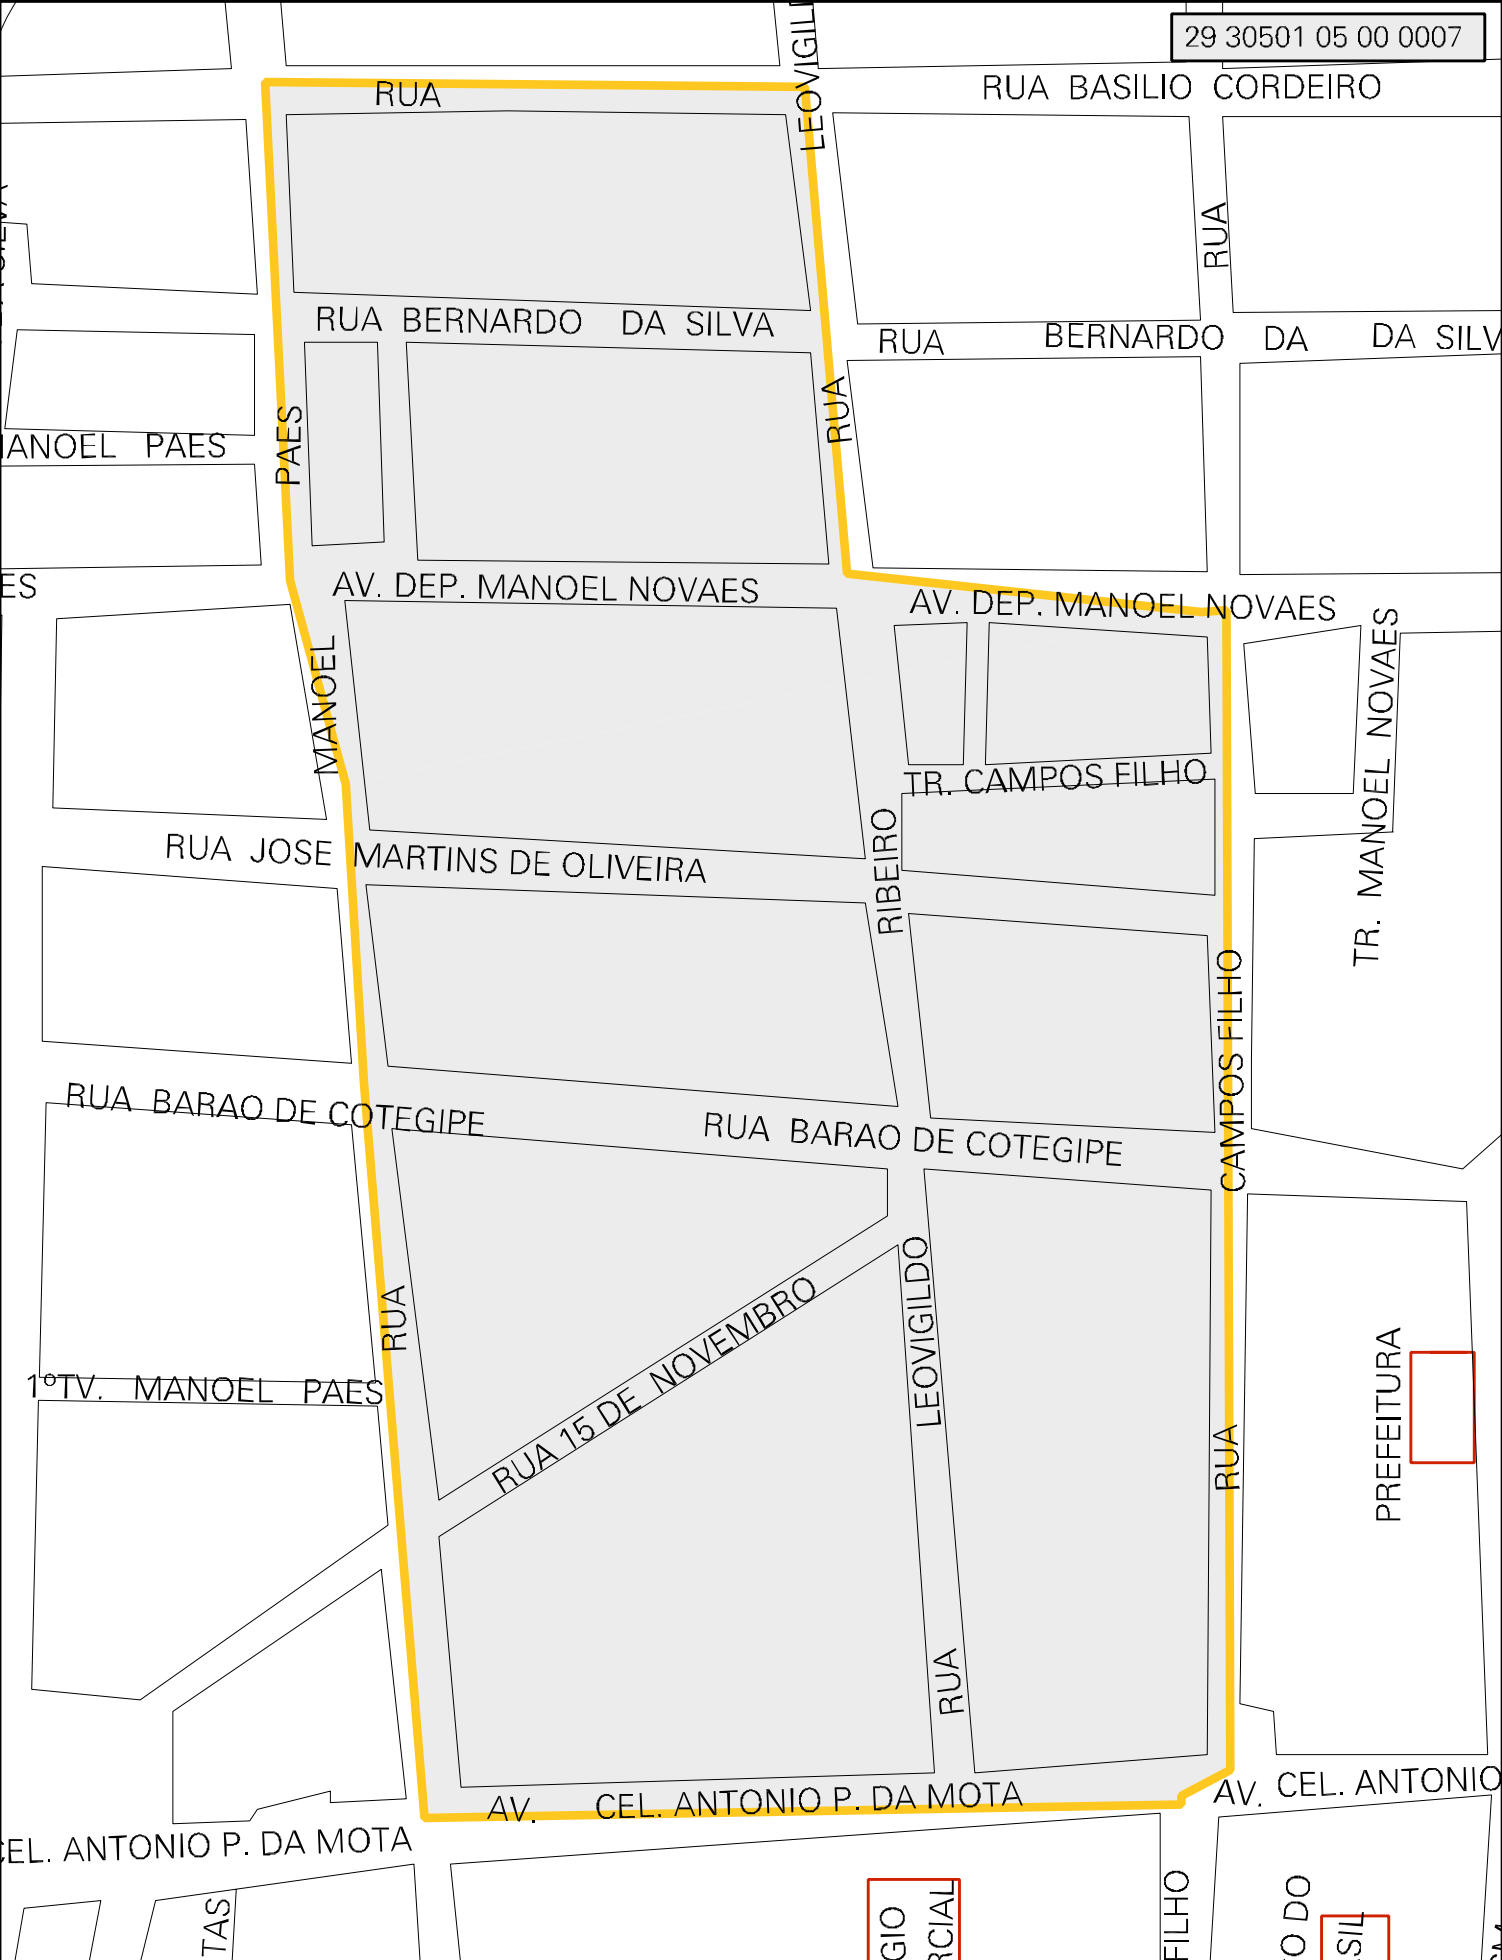 29 30501 05 00 0007
RUA
LEOVIGIL
RUA BASILIO CORDEIRO
RUA
RUA BERNARDO DA SILVA
RUA BERNARDO DA DA SILV
PAES
RUA
ANOEL PAES
ES
AV. DEP. MANOEL NOVAES
AV. DEP. MANOEL NOVAES
MANOEL
TR. MANOEL NOVAES
TR. CAMPOS FILHO
RUA JOSE MARTINS DE OLIVEIRA
RIBEIRO
CAMPOS FILHO
RUA BARAO DE COTEGIPE
RUA BARAO DE COTEGIPE
RUA
LEOVIGILDO
RUA 15 DE NOVEMBRO
1ºTV. MANOEL PAES
PREFEITURA
RUA
RUA
AV. CEL. ANTONIO P. DA MOTA
AV. CEL. ANTONIO
CEL. ANTONIO P. DA MOTA
TAS
GIO
RCIAL
FILHO
O DO
SIL